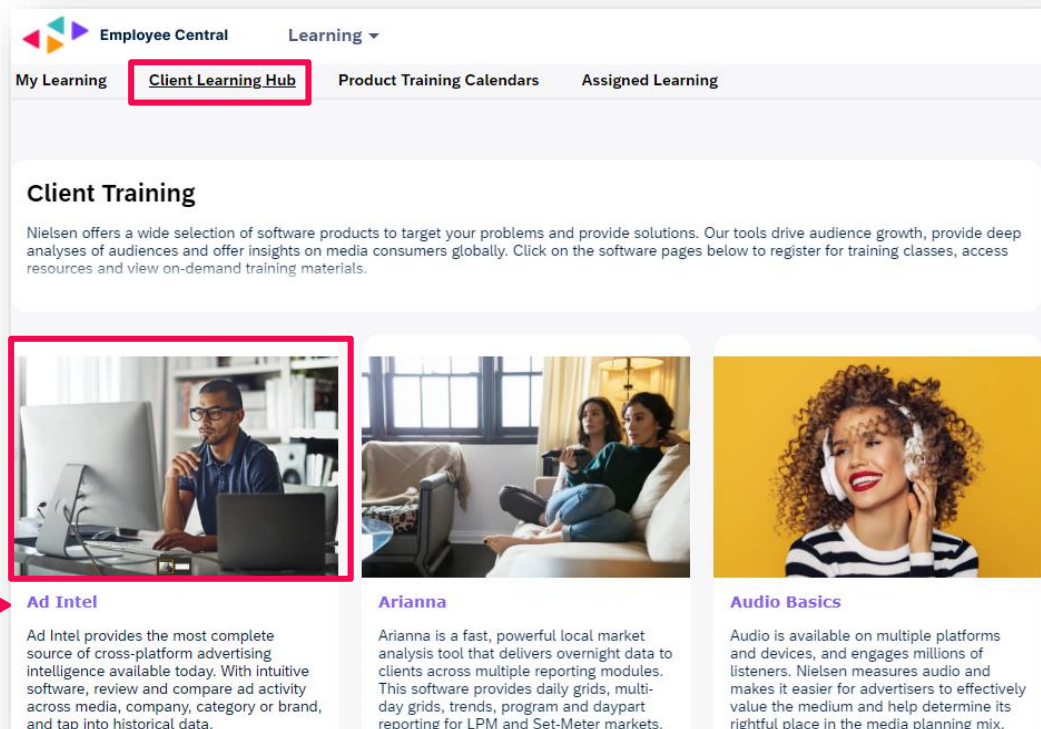 Employee Central Learning
My Learning Client Learning Hub Product Training Calendars Assigned Learning
Client Training
Nielsen offers a wide selection of software products to target your problems and provide solutions. Our tools drive audience growth, provide deep
analyses of audiences and offer insights on media consumers globally. Click on the software pages below to register for training classes, access
resources and view on-demand training materials.
Ad Intel
Ad Intel provides the most complete
source of cross-platform advertising
intelligence available today. With intuitive
software, review and compare ad activity
across media, company, category or brand,
and tap into historical data.
Arianna
Arianna is a fast, powerful local market
analysis tool that delivers overnight data to
clients across multiple reporting modules.
This software provides daily grids, multi-
day grids, trends, program and daypart
reporting for LPM and Set-Meter markets.
Audio Basics
Audio is available on multiple platforms
and devices, and engages millions of
listeners. Nielsen measures audio and
makes it easier for advertisers to effectively
value the medium and help determine its
rightful place in the media planning mix.